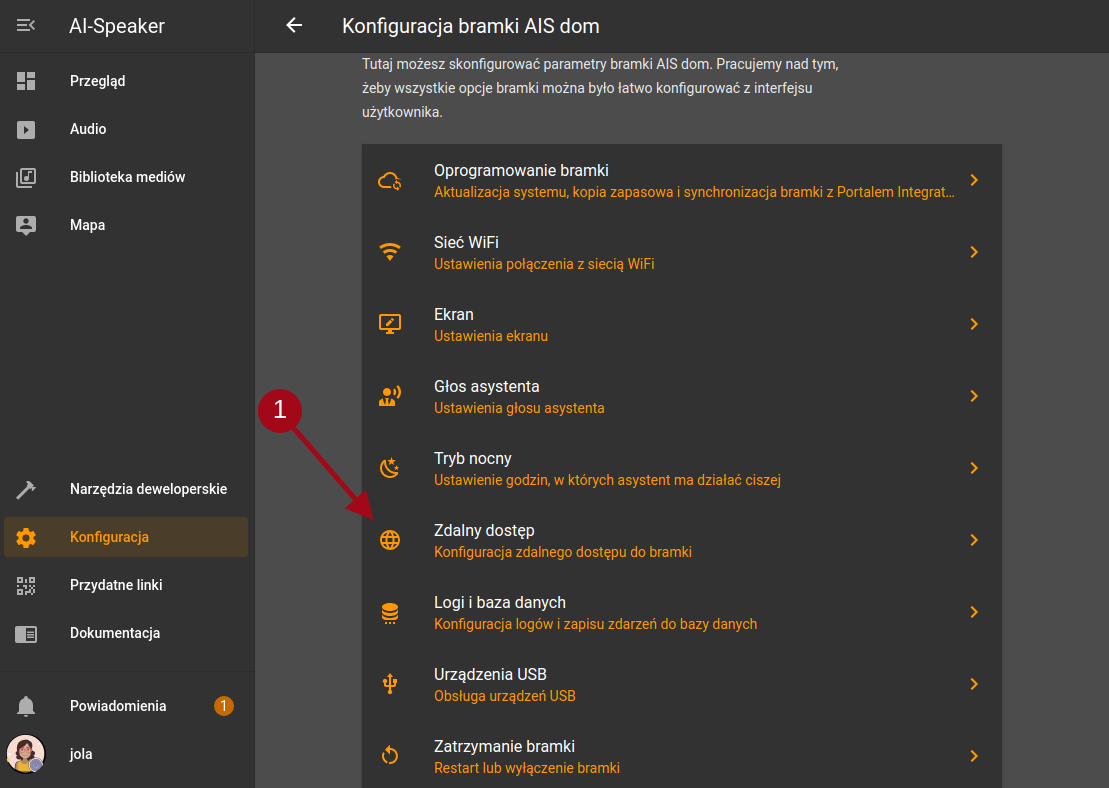 AI-Speaker
Przegląd
Audio
Biblioteka mediów
Mapa
Narzędzia deweloperskie
Konfiguracja
Przydatne linki
Dokumentacja
Powiadomienia 1
jola
Konfiguracja bramki AIS dom
Tutaj możesz skonfigurować parametry bramki AIS dom. Pracujemy nad tym,
żeby wszystkie opcje bramki można było łatwo konfigurować z interfejsu
użytkownika.
Oprogramowanie bramki
Aktualizacja systemu, kopia zapasowa i synchronizacja bramki z Portalem Integrat...
Sieć WiFi
Ustawienia połączenia z siecią WiFi
Ekran
Ustawienia ekranu
Głos asystenta
Ustawienia głosu asystenta
1
Tryb nocny
Ustawienie godzin, w których asystent ma działać ciszej
Zdalny dostęp
Konfiguracja zdalnego dostępu do bramki
Logi i baza danych
Konfiguracja logów i zapisu zdarzeń do bazy danych
Urządzenia USB
Obsługa urządzeń USB
Zatrzymanie bramki
Restart lub wyłączenie bramki